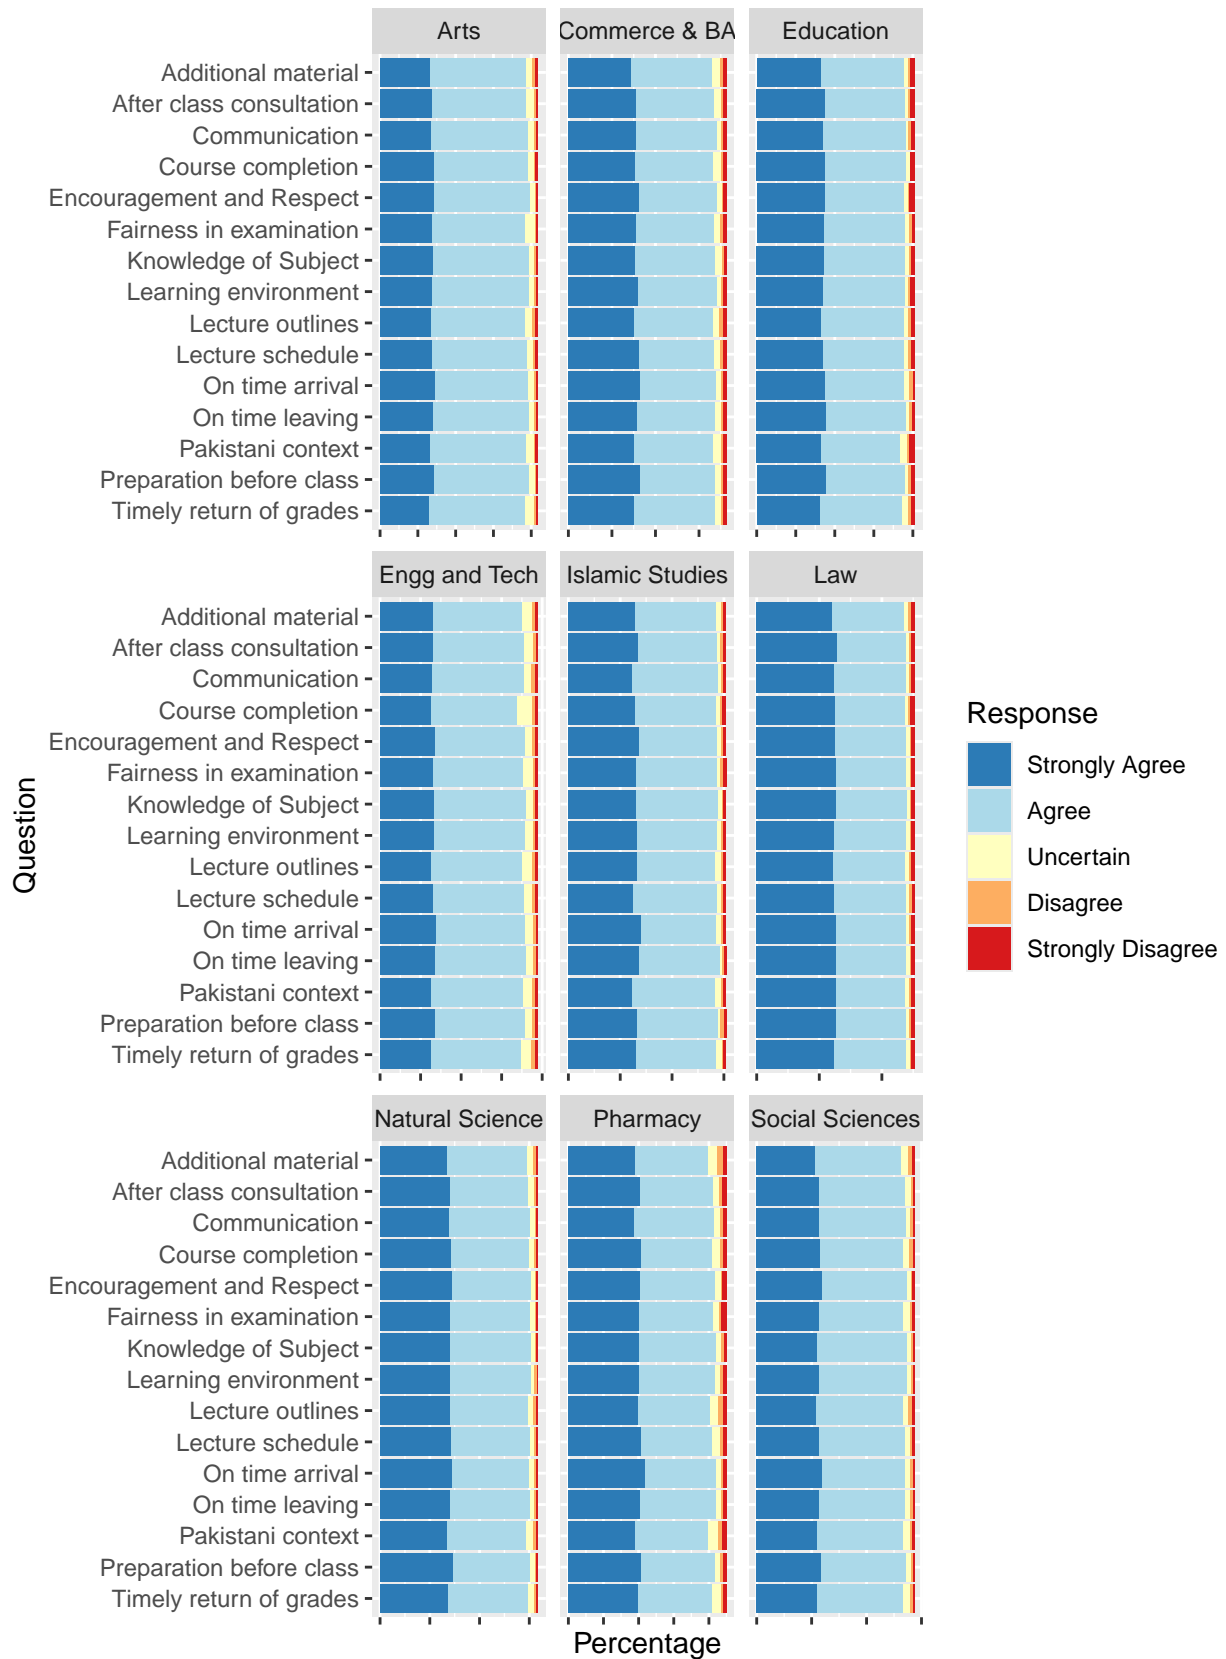 Arts
Commerce & BA
Education
Additional material
After class consultation
Communication
Course completion
Encouragement and Respect
Fairness in examination
Knowledge of Subject
Learning environment
Lecture outlines
Lecture schedule
On time arrival
On time leaving
Pakistani context
Preparation before class
Timely return of grades
Engg and Tech
Islamic Studies
Law
Additional material
After class consultation
Communication
Course completion
Encouragement and Respect
Fairness in examination
Knowledge of Subject
Learning environment
Lecture outlines
Lecture schedule
On time arrival
On time leaving
Pakistani context
Preparation before class
Timely return of grades
Natural Science
Pharmacy
Social Sciences
Additional material
After class consultation
Communication
Course completion
Encouragement and Respect
Fairness in examination
Knowledge of Subject
Learning environment
Lecture outlines
Lecture schedule
On time arrival
On time leaving
Pakistani context
Preparation before class
Timely return of grades
Question
Percentage
Response
Strongly Agree
Agree
Uncertain
Disagree
Strongly Disagree